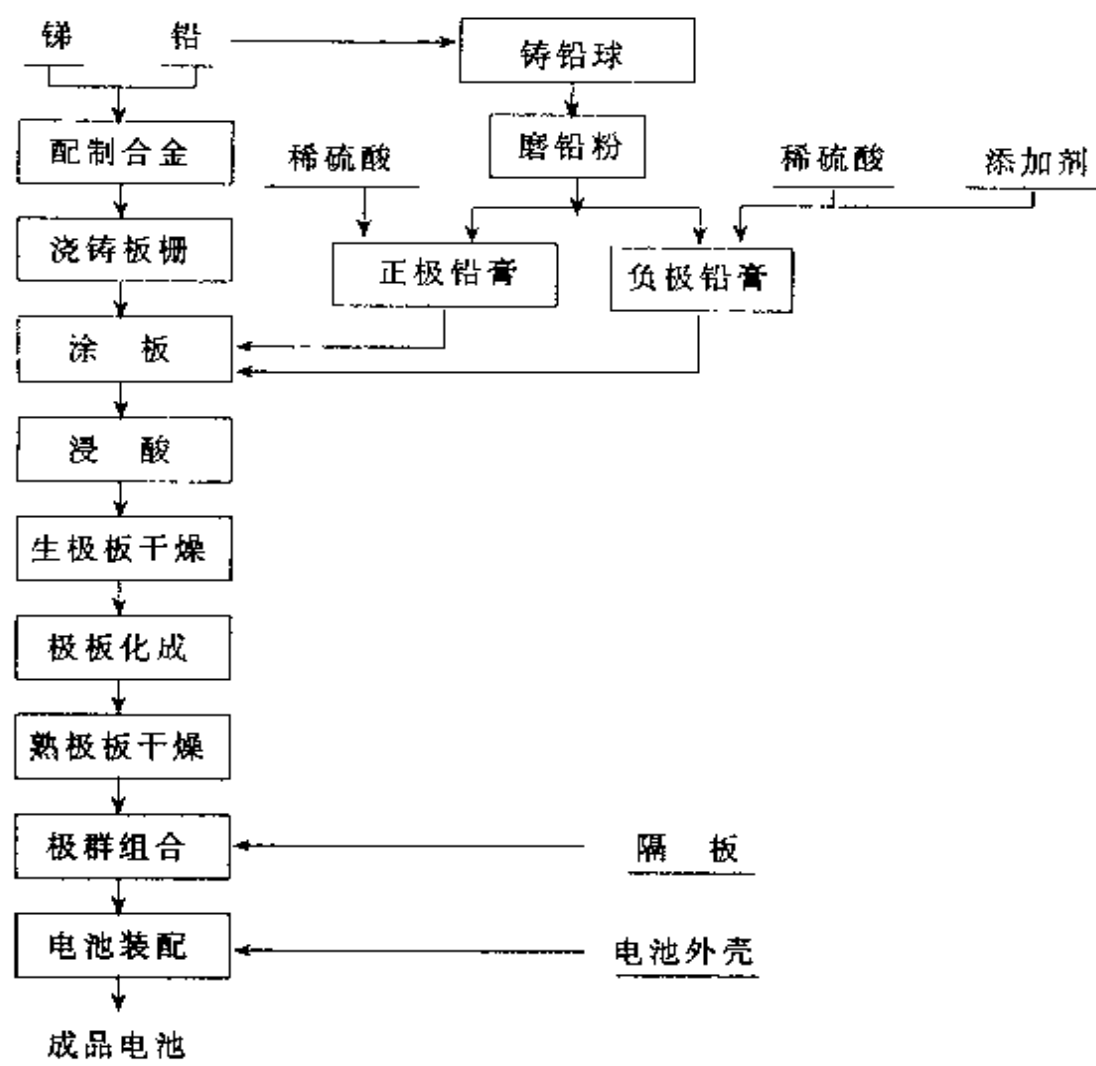 锑 铅
铸铅球
配制合金
稀硫酸
磨铅粉
稀硫酸
添加剂
浇铸板栅
正极铅膏
负极铅膏
涂 板
浸 酸
生极板干燥
极板化成
熟极板干燥
极群组合
隔 板
电池装配
电池外壳
成品电池